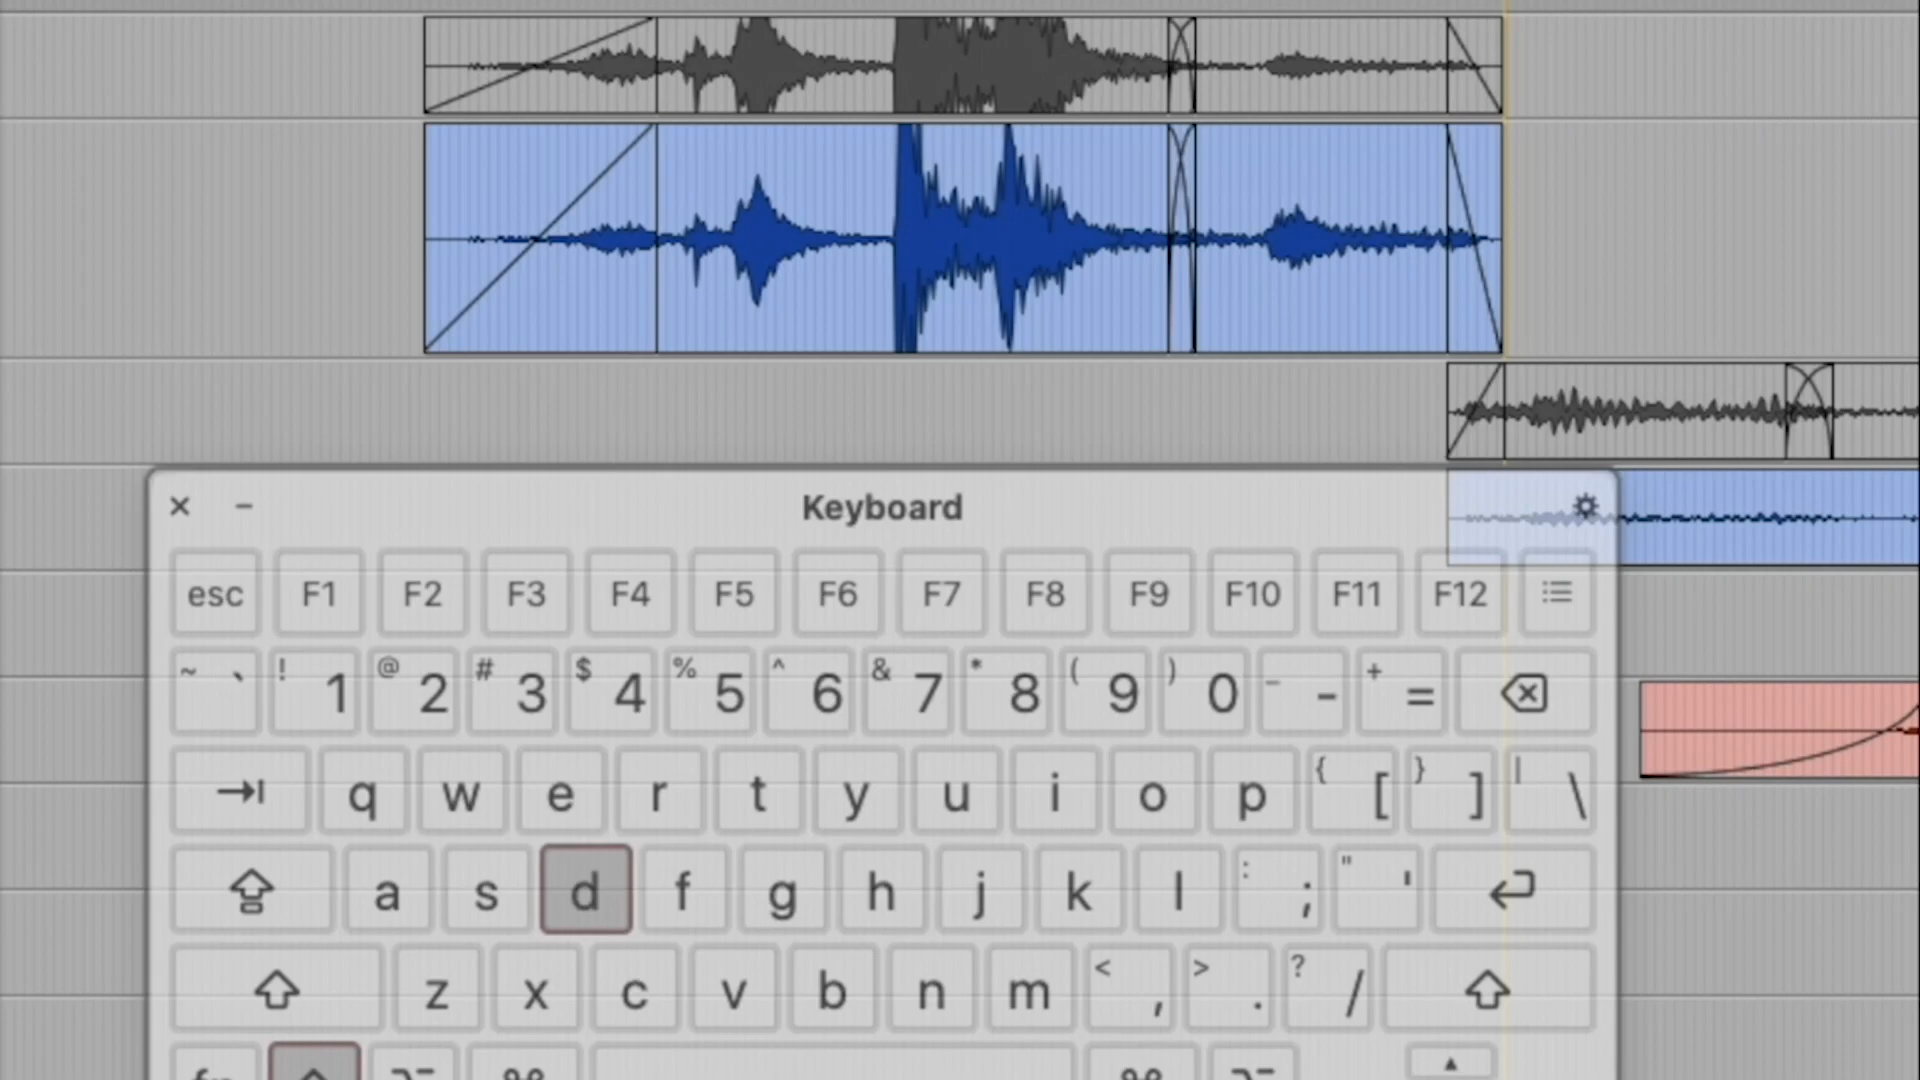 Keyboard
esc F1 F2 F3 F4 F5 F6 F7 F8 F9 F10 F11 F12
~ ` ! 1 @ 2 # 3 $ 4 % 5 ^ 6 & 7 * 8 ( 9 ) 0 _ - + =
q w e r t y u i o p { [ } ] | \
a s d f g h j k l : ; " '
z x c v b n m < , > . ? /